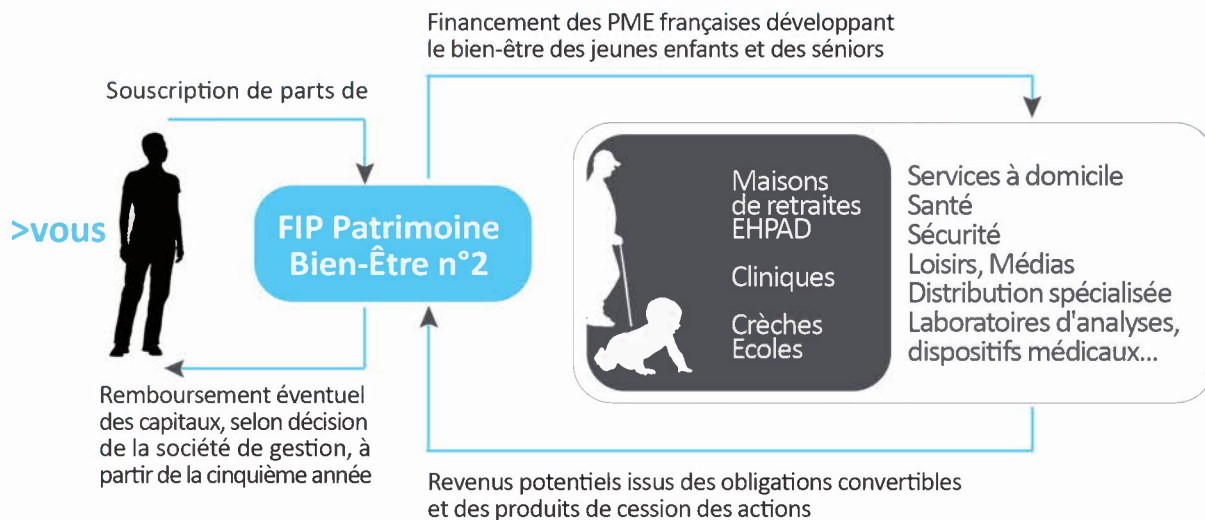 Financement des PME françaises développant
le bien-être des jeunes enfants et des séniors
Souscription de parts de
>vous
FIP Patrimoine
Bien-Être n°2
Maisons
de retraites
EHPAD
Cliniques
Crèches
Ecoles
Services à domicile
Santé
Sécurité
Loisirs, Médias
Distribution spécialisée
Laboratoires d'analyses,
dispositifs médicaux...
Remboursement éventuel
des capitaux, selon décision
de la société de gestion, à
partir de la cinquième année
Revenus potentiels issus des obligations convertibles
et des produits de cession des actions